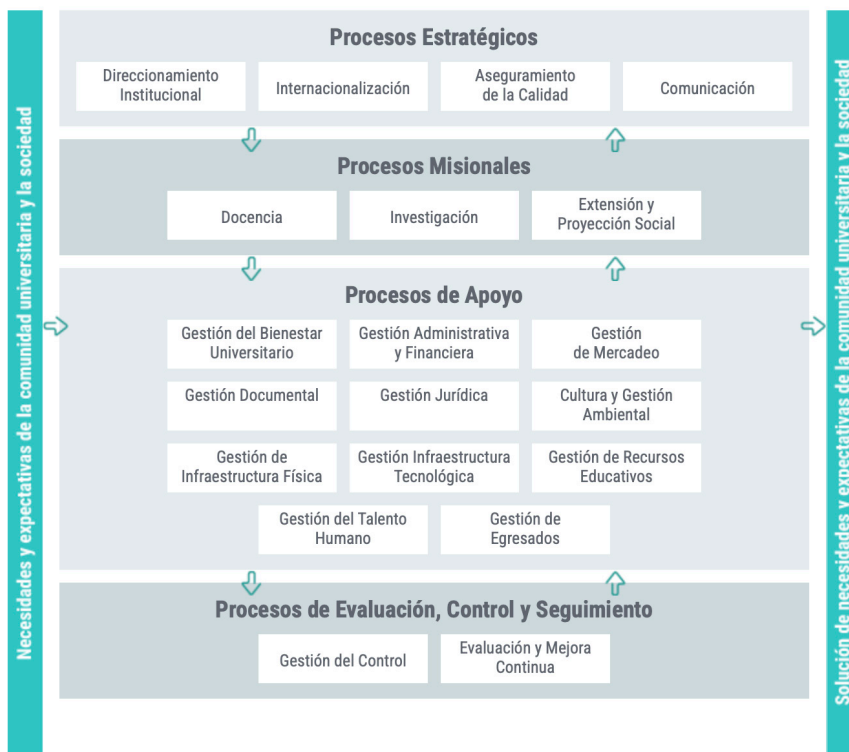 Necesidades y expectativas de la comunidad universitaria y la sociedad
Procesos Estratégicos
Direccionamiento
Institucional
Internacionalización
Aseguramiento
de la Calidad
Comunicación
Procesos Misionales
Docencia
Investigación
Extensión y
Proyección Social
Procesos de Apoyo
Gestión del Bienestar
Universitario
Gestión Administrativa
y Financiera
Gestión
de Mercadeo
Gestión Documental
Gestión Jurídica
Cultura y Gestión
Ambiental
Gestión de
Infraestructura Física
Gestión Infraestructura
Tecnológica
Gestión de Recursos
Educativos
Gestión del Talento
Humano
Gestión de
Egresados
Procesos de Evaluación, Control y Seguimiento
Gestión del Control
Evaluación y Mejora
Continua
Solución de necesidades y expectativas de la comunidad universitaria y la sociedad